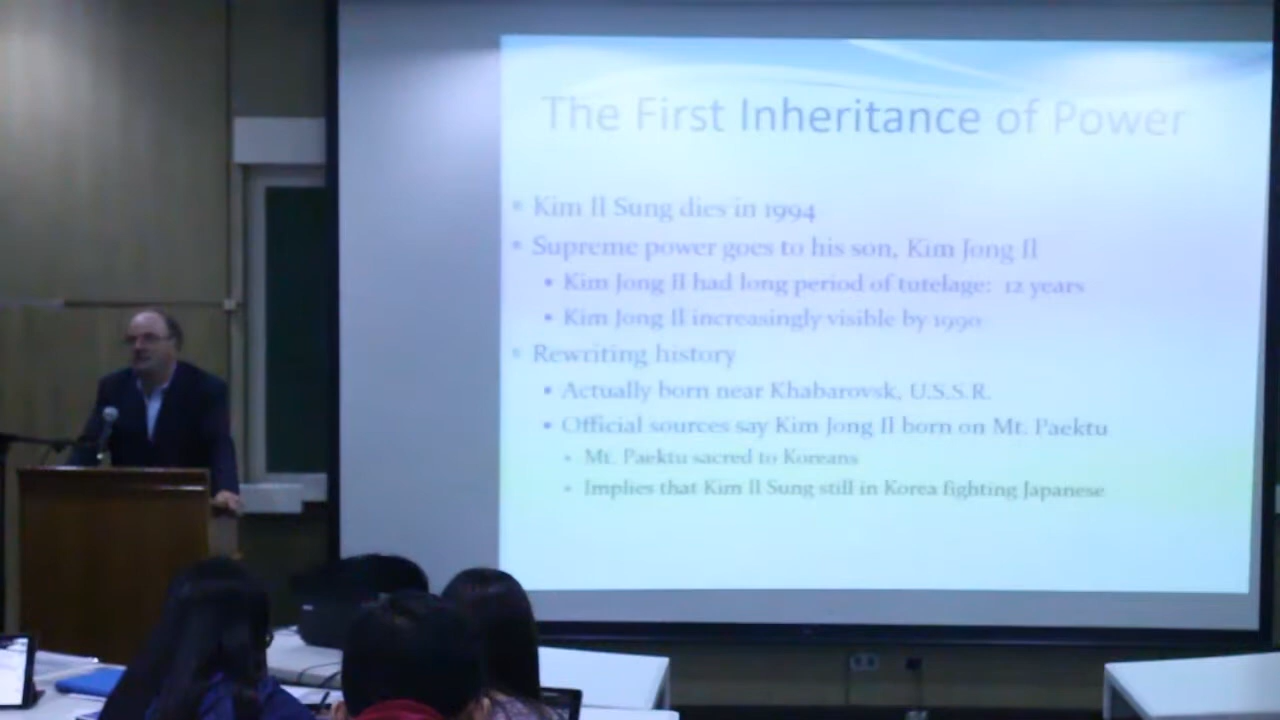 The First Inheritance of Power
• Kim Il Sung dies in 1994
• Supreme power goes to his son, Kim Jong Il
• Kim Jong Il had long period of tutelage: 12 years
• Kim Jong Il increasingly visible by 1990
• Rewriting history
• Actually born near Khabarovsk, U.S.S.R.
• Official sources say Kim Jong Il born on Mt. Paektu
• Mt. Paektu sacred to Koreans
• Implies that Kim Il Sung still in Korea fighting Japanese